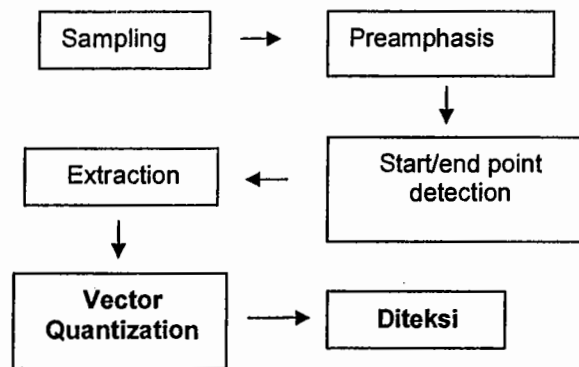 Sampling
Preamphasis
Start/end point
detection
Extraction
Vector
Quantization
Diteksi